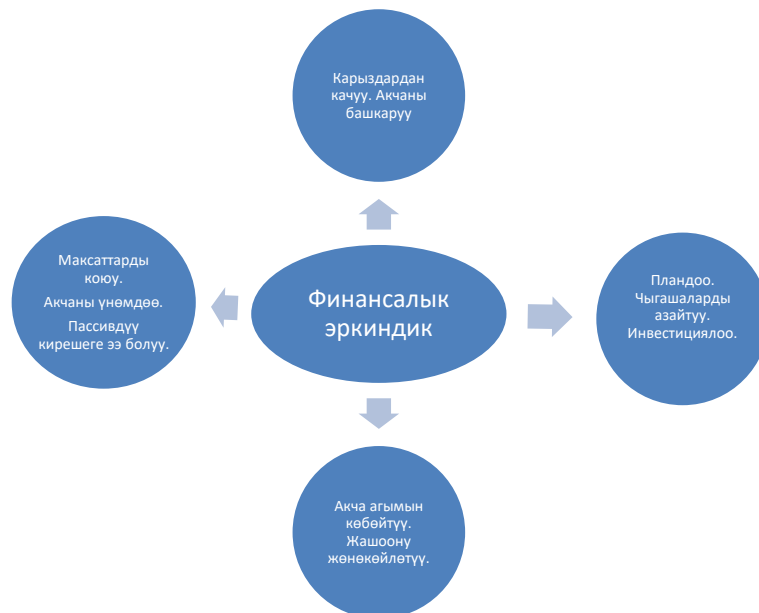 Карыздардан
качуу. Акчаны
башкаруу
Максаттарды
коюу.
Акчаны үнөмдөө.
Пассивдүү
кирешеге ээ болуу.
Финансалык
эркиндик
Пландоо.
Чыгашаларды
азайтуу.
Инвестициялоо.
Акча агымын
көбөйтүү.
Жашоону
жөнөкөйлөтүү.